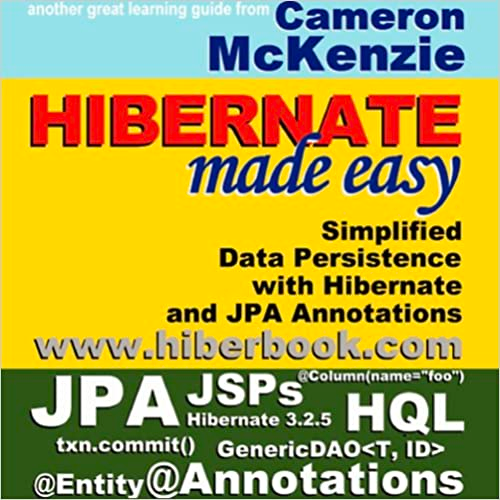 another great learning guide from
Cameron
McKenzie
HIBERNATE
made easy
Simplified
Data Persistence
with Hibernate
and JPA Annotations
www.hiberbook.com
@Column(name="foo")
JPA JSPs
Hibernate 3.2.5
HQL
txn.commit()
GenericDAO<T, ID>
@Entity@Annotations